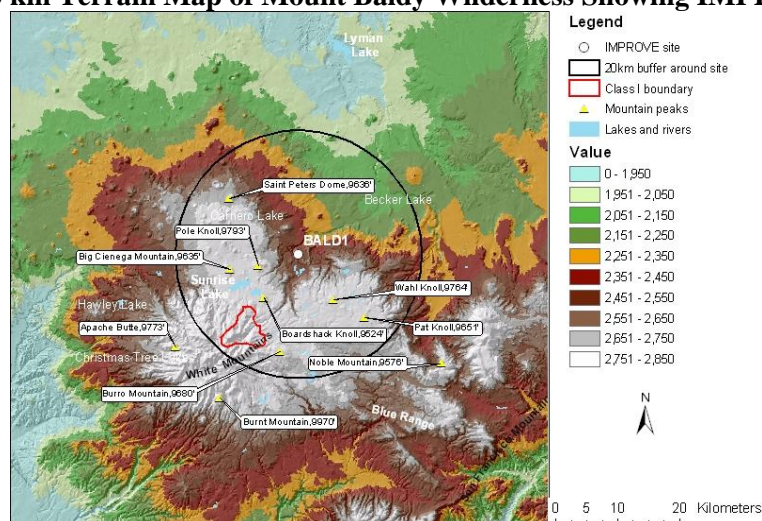 km Terrain Map of Mount Baldy Wilderness Showing IMPI
Legend
IMPROVE site
20km buffer around site
Class I boundary
Mountain peaks
Lakes and rivers
Value
0 - 1,950
1,951 - 2,050
2,051 - 2,150
2,151 - 2,250
2,251 - 2,350
2,351 - 2,450
2,451 - 2,550
2,551 - 2,650
2,651 - 2,750
2,751 - 2,850
N
0 5 10 20 Kilometers
Lyman
Lake
Saint Peters Dome,9636'
Becker Lake
Carnero Lake
Pole Knoll,9793'
BALD1
Big Cienega Mountain,9635'
Sunrise
Lake
Wahl Knoll,9764'
Hawley Lake
Pat Knoll,9651'
Apache Butte,9773'
Boardshack Knoll,9524'
Christmas Tree
White Mountains
Noble Mountain,9576'
Burro Mountain,9680'
Blue Range
Burnt Mountain,9970'